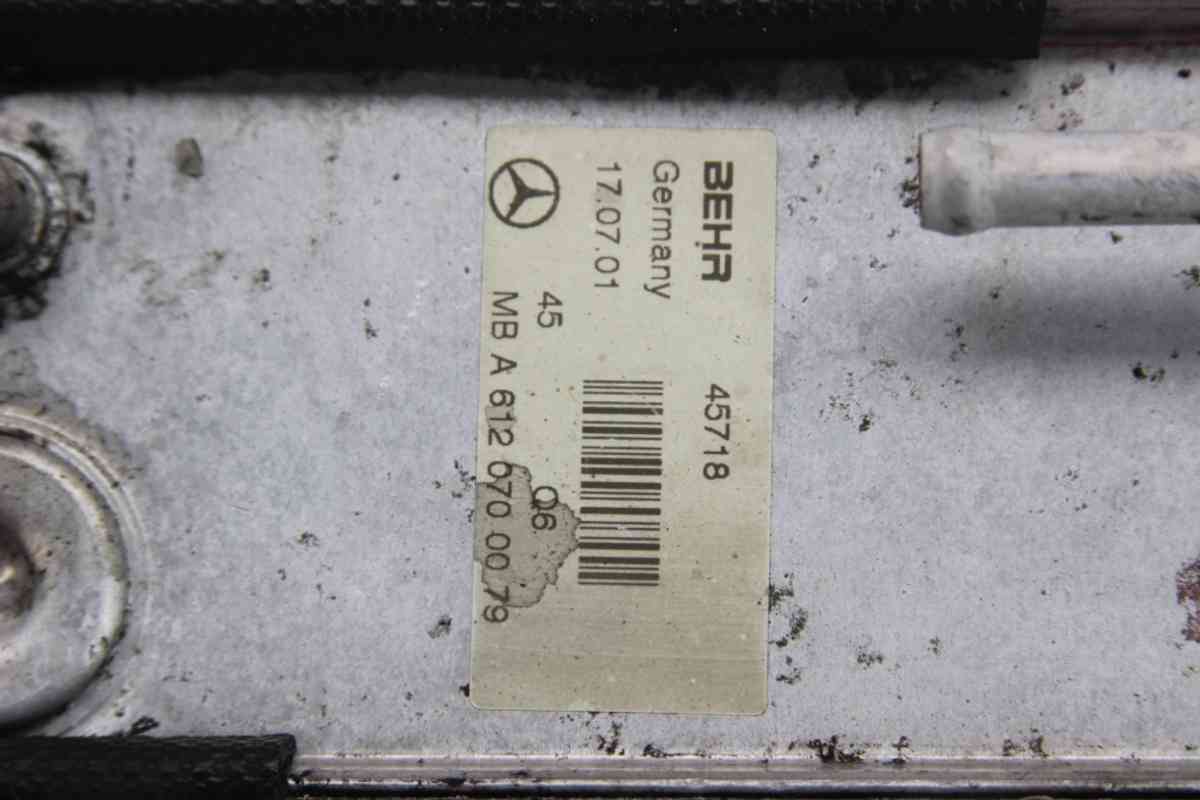 BEHR 45718
Germany
17.07.01
45 Q6
MB A 612 070 00 79